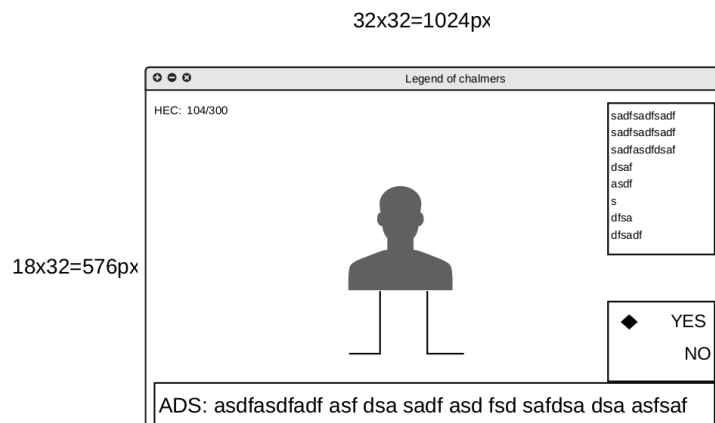 32x32=1024px
Legend of chalmers
HEC: 104/300
sadfsadfsadf
sadfsadfsadf
sadfasdfdsaf
dsaf
asdf
s
dfsa
dfsadf
18x32=576px
YES
NO
ADS: asdfasdfadf asf dsa sadf asd fsd safdsa dsa asfsaf